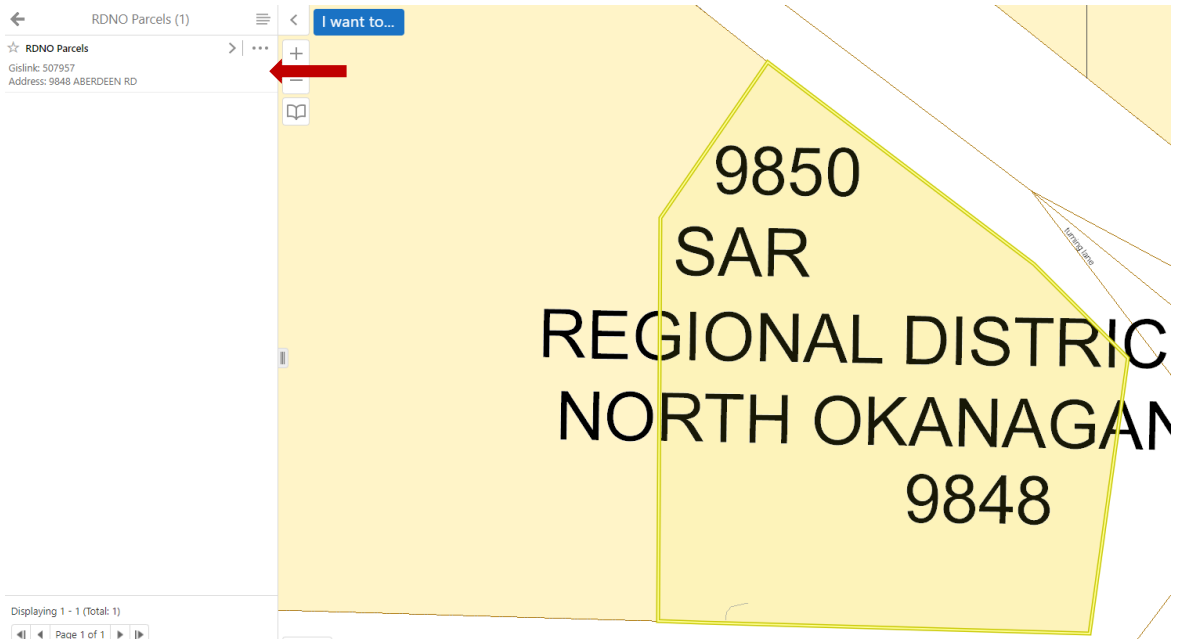 RDNO Parcels (1)
I want to...
RDNO Parcels
Gislink: 507957
Address: 9848 ABERDEEN RD
9850
SAR
turning lane
REGIONAL DISTRIC
NORTH OKANAGAN
9848
Displaying 1 - 1 (Total: 1)
Page 1 of 1